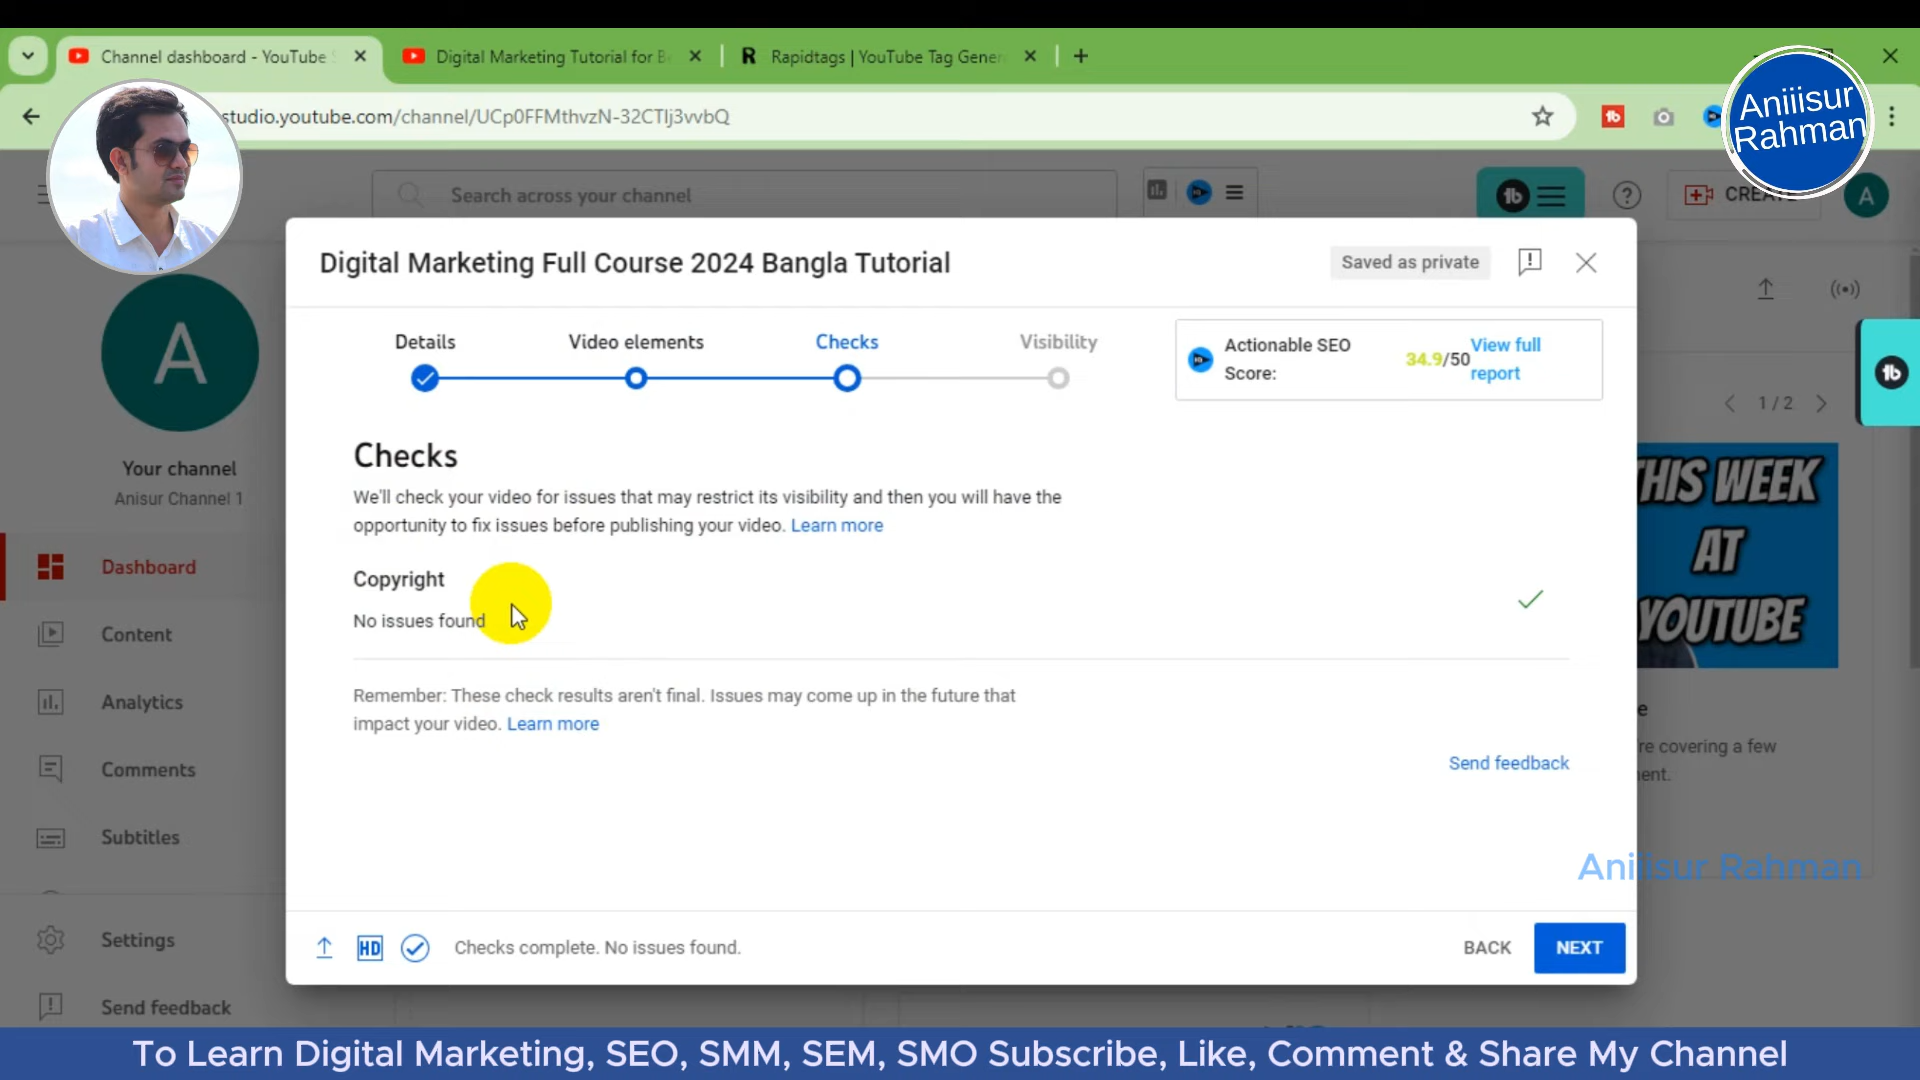 Channel dashboard - YouTube S
Digital Marketing Tutorial for Be
R Rapidtags | YouTube Tag Gener
studio.youtube.com/channel/UCp0FFMthvzN-32CTlj3vvbQ
Aniiisur
Rahman
Search across your channel
CREATE
A
A
Your channel
Anisur Channel 1
Dashboard
Content
Analytics
Comments
Subtitles
Settings
Send feedback
Digital Marketing Full Course 2024 Bangla Tutorial
Saved as private
Details
Video elements
Checks
Visibility
Actionable SEO
Score:
34.9/50
View full
report
Checks
We'll check your video for issues that may restrict its visibility and then you will have the
opportunity to fix issues before publishing your video. Learn more
Copyright
No issues found
Remember: These check results aren't final. Issues may come up in the future that
impact your video. Learn more
Send feedback
HD
Checks complete. No issues found.
BACK
NEXT
1 / 2
THIS WEEK
AT
YOUTUBE
e
're covering a few
ent.
Aniiisur Rahman
To Learn Digital Marketing, SEO, SMM, SEM, SMO Subscribe, Like, Comment & Share My Channel